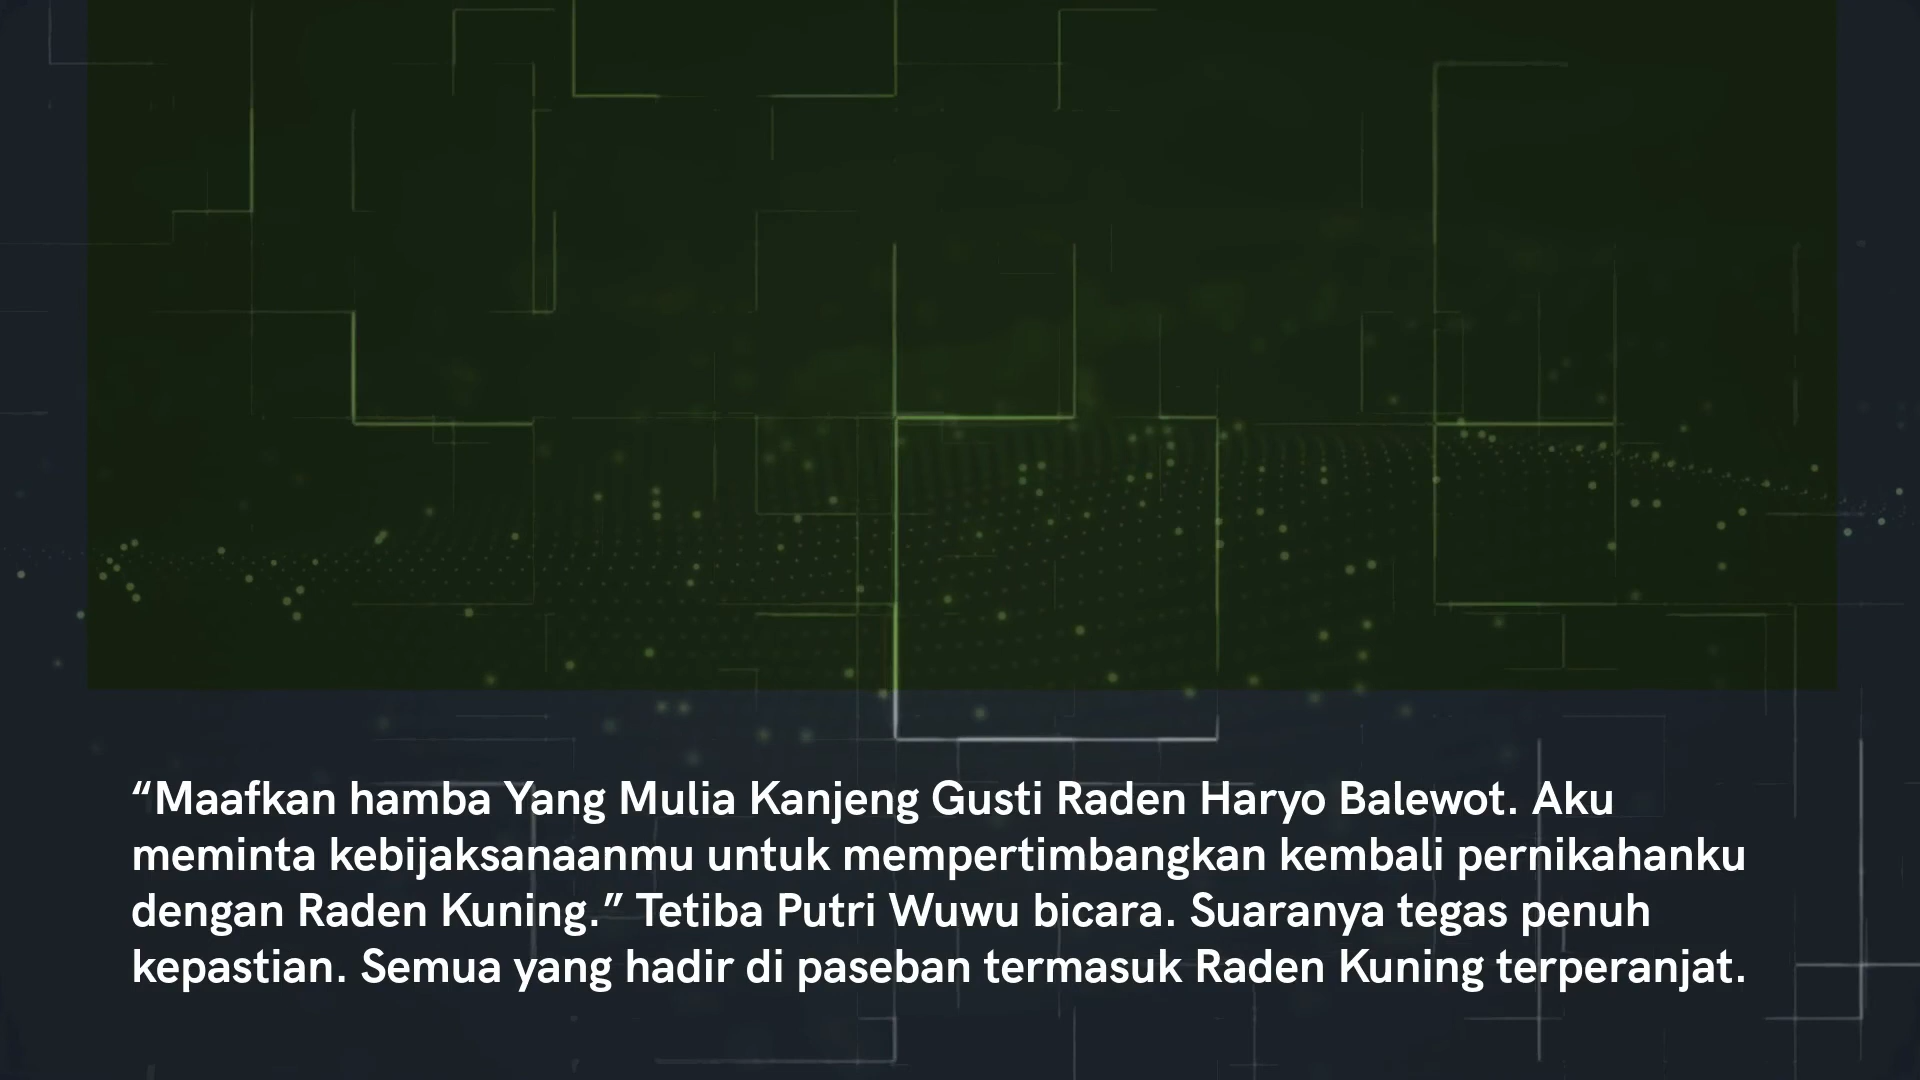 “Maafkan hamba Yang Mulia Kanjeng Gusti Raden Haryo Balewot. Aku
meminta kebijaksanaanmu untuk mempertimbangkan kembali pernikahanku
dengan Raden Kuning.” Tetiba Putri Wuwu bicara. Suaranya tegas penuh
kepastian. Semua yang hadir di paseban termasuk Raden Kuning terperanjat.